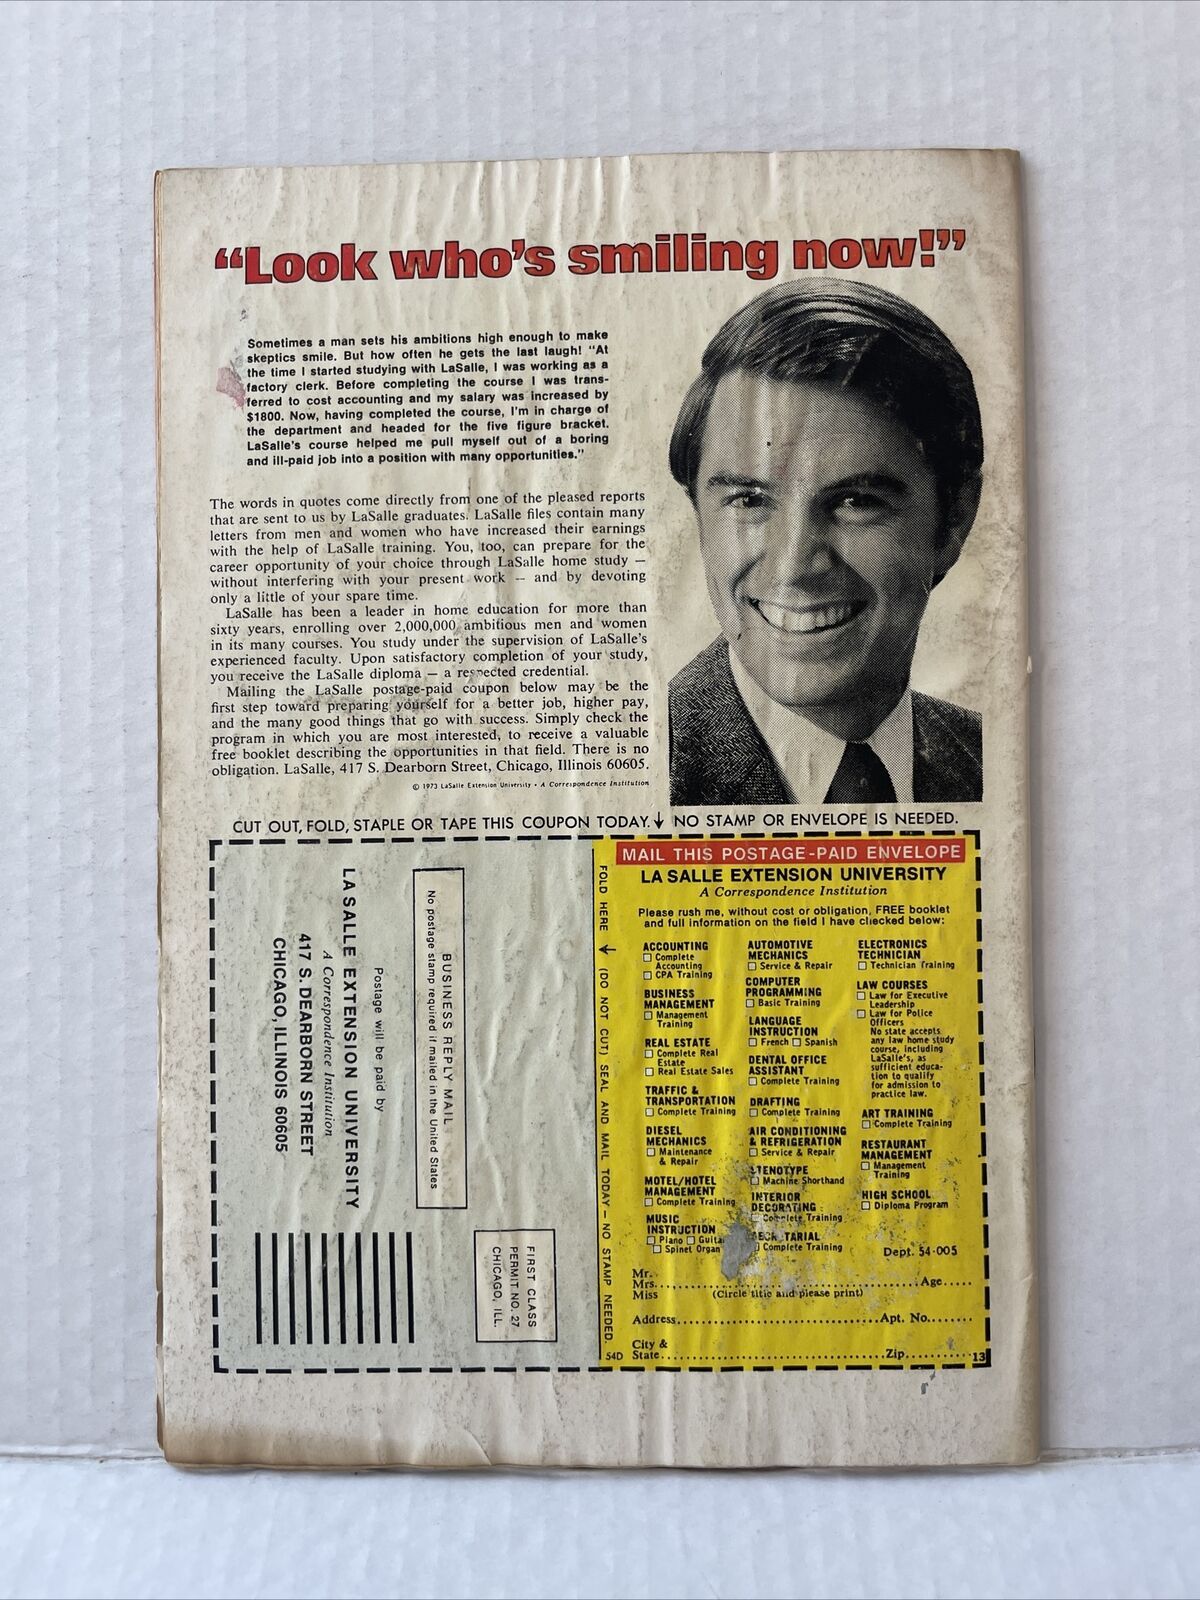 “Look who’s smiling now!”
Sometimes a man sets his ambitions high enough to make
skeptics smile. But how often he gets the last laugh! “At
the time I started studying with LaSalle, I was working as a
factory clerk. Before completing the course I was trans-
ferred to cost accounting and my salary was increased by
$1800. Now, having completed the course, I’m in charge of
the department and headed for the five figure bracket.
LaSalle’s course helped me pull myself out of a boring
and ill-paid job into a position with many opportunities.”
The words in quotes come directly from one of the pleased reports
that are sent to us by LaSalle graduates. LaSalle files contain many
letters from men and women who have increased their earnings
with the help of LaSalle training. You, too, can prepare for the
career opportunity of your choice through LaSalle home study —
without interfering with your present work — and by devoting
only a little of your spare time.
LaSalle has been a leader in home education for more than
sixty years, enrolling over 2,000,000 ambitious men and women
in its many courses. You study under the supervision of LaSalle’s
experienced faculty. Upon satisfactory completion of your study,
you receive the LaSalle diploma — a respected credential.
Mailing the LaSalle postage-paid coupon below may be the
first step toward preparing yourself for a better job, higher pay,
and the many good things that go with success. Simply check the
program in which you are most interested, to receive a valuable
free booklet describing the opportunities in that field. There is no
obligation. LaSalle, 417 S. Dearborn Street, Chicago, Illinois 60605.
© 1973 LaSalle Extension University • A Correspondence Institution
CUT OUT, FOLD, STAPLE OR TAPE THIS COUPON TODAY. ↓ NO STAMP OR ENVELOPE IS NEEDED.
BUSINESS REPLY MAIL
No postage stamp required if mailed in the United States
FIRST CLASS
PERMIT NO. 27
CHICAGO, ILL.
Postage will be paid by
LA SALLE EXTENSION UNIVERSITY
A Correspondence Institution
417 S. DEARBORN STREET
CHICAGO, ILLINOIS 60605
FOLD HERE ↓ (DO NOT CUT) SEAL AND MAIL TODAY — NO STAMP NEEDED.
MAIL THIS POSTAGE-PAID ENVELOPE
LA SALLE EXTENSION UNIVERSITY
A Correspondence Institution
Please rush me, without cost or obligation, FREE booklet
and full information on the field I have checked below:
ACCOUNTING
☐ Complete
Accounting
☐ CPA Training
BUSINESS
MANAGEMENT
☐ Management
Training
REAL ESTATE
☐ Complete Real
Estate
☐ Real Estate Sales
TRAFFIC &
TRANSPORTATION
☐ Complete Training
DIESEL
MECHANICS
☐ Maintenance
& Repair
MOTEL/HOTEL
MANAGEMENT
☐ Complete Training
MUSIC
INSTRUCTION
☐ Piano ☐ Guita
☐ Spinet Organ
AUTOMOTIVE
MECHANICS
☐ Service & Repair
COMPUTER
PROGRAMMING
☐ Basic Training
LANGUAGE
INSTRUCTION
☐ French ☐ Spanish
DENTAL OFFICE
ASSISTANT
☐ Complete Training
DRAFTING
☐ Complete Training
AIR CONDITIONING
& REFRIGERATION
☐ Service & Repair
STENOTYPE
☐ Machine Shorthand
INTERIOR
DECORATING
☐ Complete Training
SECRETARIAL
☐ Complete Training
ELECTRONICS
TECHNICIAN
☐ Technician Training
LAW COURSES
☐ Law for Executive
Leadership
☐ Law for Police
Officers
No state accepts
any law home study
course, including
LaSalle’s, as
sufficient educa-
tion to qualify
for admission to
practice law.
ART TRAINING
☐ Complete Training
RESTAURANT
MANAGEMENT
☐ Management
Training
HIGH SCHOOL
☐ Diploma Program
Dept. 54-005
Mr.
Mrs. Age
Miss (Circle title and please print)
Address Apt. No.
City &
54D State Zip 13